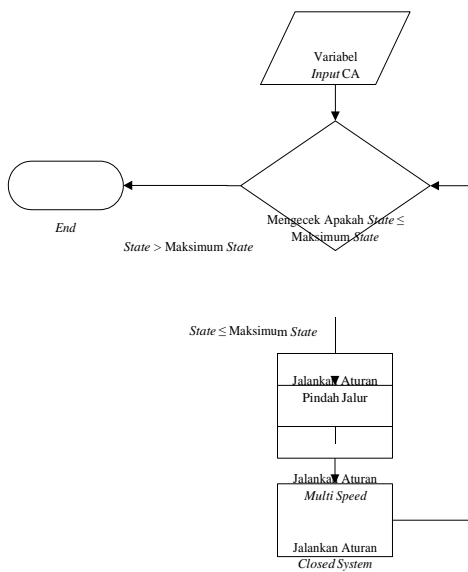 Variabel
Input CA
Mengecek Apakah State ≤
Maksimum State
End
State > Maksimum State
State ≤ Maksimum State
Jalankan Aturan
Pindah Jalur
Jalankan Aturan
Multi Speed
Jalankan Aturan
Closed System